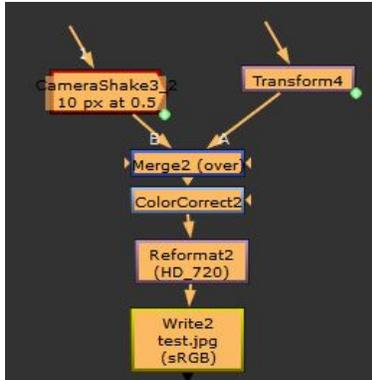 CameraShake3_2
10 px at 0.5
Transform4
B
A
Merge2 (over)
ColorCorrect2
Reformat2
(HD_720)
Write2
test.jpg
(sRGB)